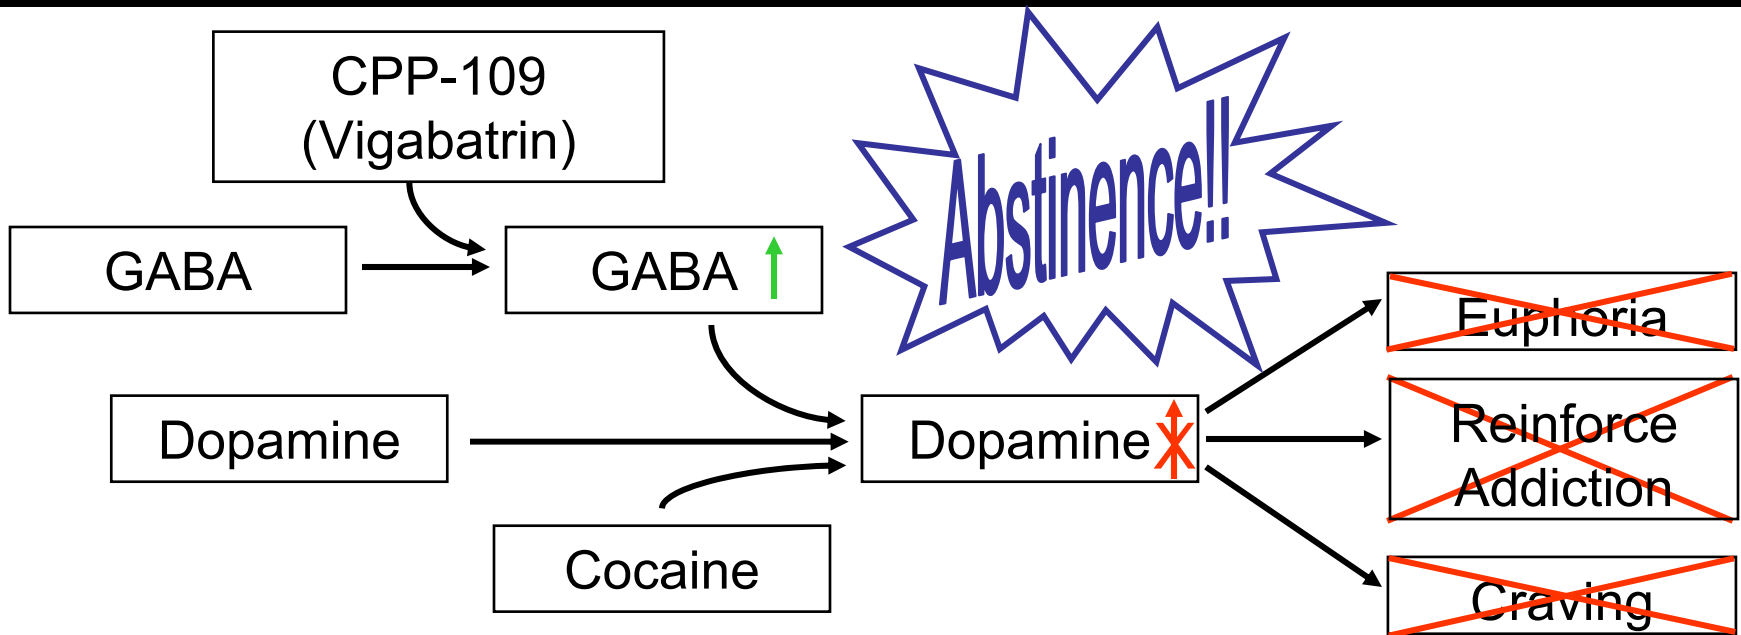 CPP-109
(Vigabatrin)
Abstinence!!
GABA
GABA
Euphoria
Dopamine
Dopamine
Reinforce
Addiction
Cocaine
Craving